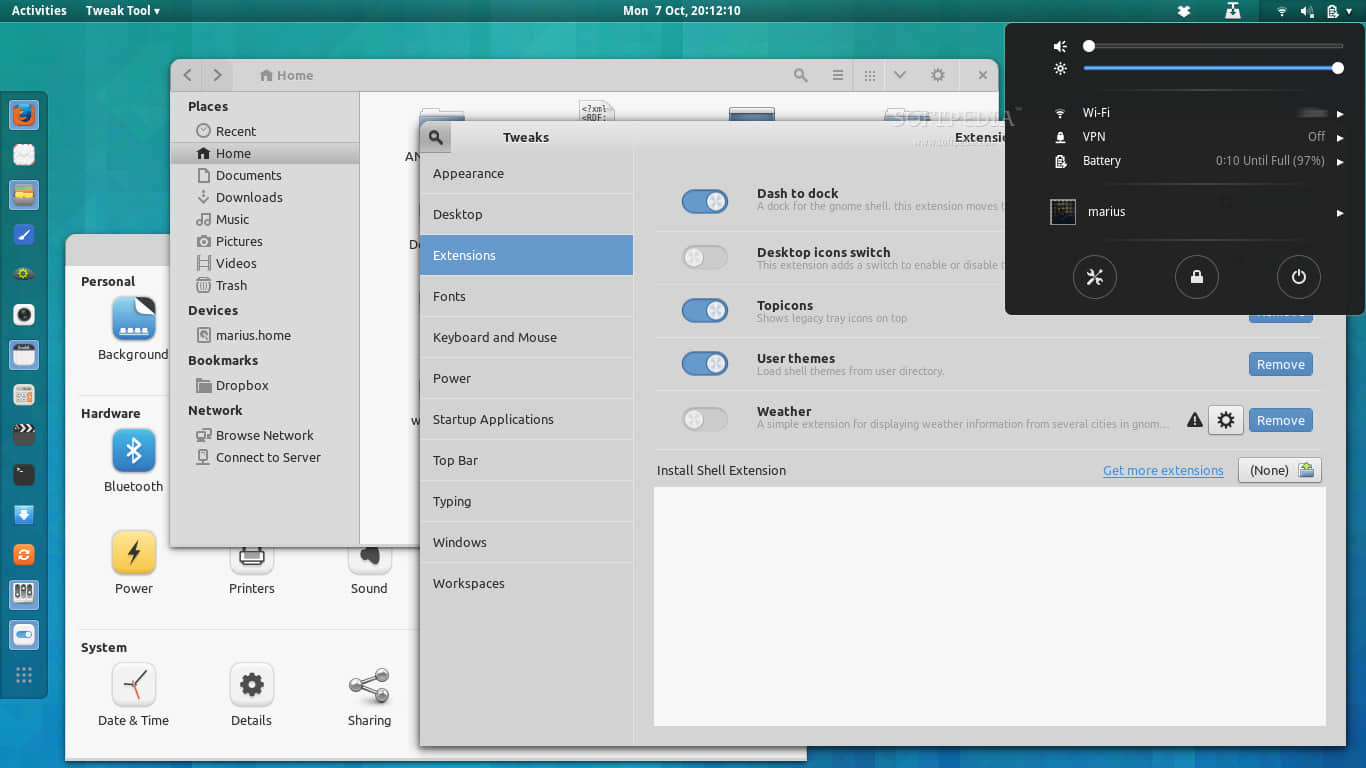 Activities
Tweak Tool
Mon 7 Oct, 20:12:10
Home
Places
Recent
Home
Documents
Downloads
Music
Pictures
Videos
Trash
Devices
marius.home
Bookmarks
Dropbox
Network
Browse Network
Connect to Server
<?xml
<RDF:
AN
De
w
Personal
Background
Hardware
Bluetooth
Power
Printers
Sound
System
Date & Time
Details
Sharing
Tweaks
Appearance
Desktop
Extensions
Fonts
Keyboard and Mouse
Power
Startup Applications
Top Bar
Typing
Windows
Workspaces
Extensio
Dash to dock
A dock for the gnome shell. this extension moves t
Desktop icons switch
This extension adds a switch to enable or disable t
Topicons
Shows legacy tray icons on top
Remove
User themes
Load shell themes from user directory.
Remove
Weather
A simple extension for displaying weather information from several cities in gnom...
Remove
Install Shell Extension
Get more extensions
(None)
SOFTPEDIA™
Wi-Fi
VPN
Off
Battery
0:10 Until Full (97%)
marius